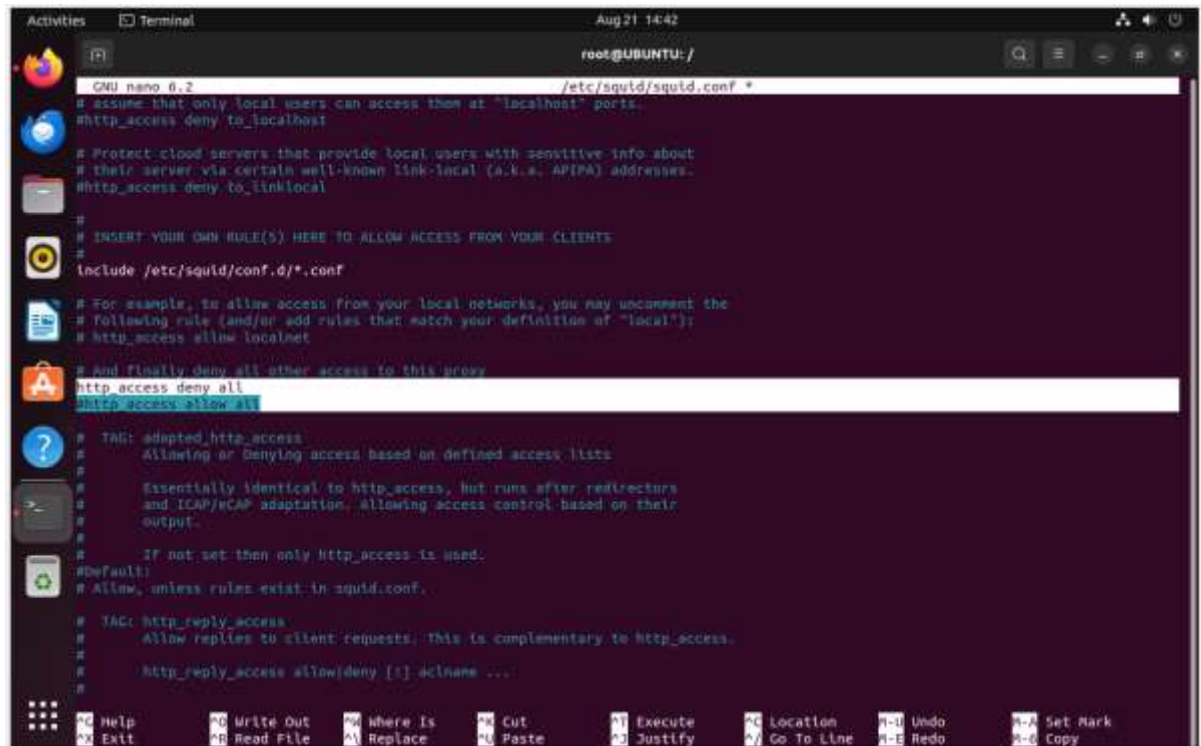 Activities Terminal Aug 21 14:42
root@UBUNTU: /
GNU nano 6.2 /etc/squid/squid.conf *
# assume that only local users can access them at "localhost" ports.
#http_access deny to_localhost
# Protect cloud servers that provide local users with sensitive info about
# their server via certain well-known link-local (a.k.a. APIPA) addresses.
#http_access deny to_linklocal
#
# INSERT YOUR OWN RULE(S) HERE TO ALLOW ACCESS FROM YOUR CLIENTS
#
include /etc/squid/conf.d/*.conf
# For example, to allow access from your local networks, you may uncomment the
# following rule (and/or add rules that match your definition of "local"):
# http_access allow localnet
# And finally deny all other access to this proxy
http_access deny all
#http_access allow all
# TAG: adapted_http_access
# Allowing or Denying access based on defined access lists
#
# Essentially identical to http_access, but runs after redirectors
# and ICAP/eCAP adaptation. Allowing access control based on their
# output.
#
# If not set then only http_access is used.
#Default:
# Allow, unless rules exist in squid.conf.
# TAG: http_reply_access
# Allow replies to client requests. This is complementary to http_access.
#
# http_reply_access allow|deny [!] aclname ...
#
^G Help ^O Write Out ^W Where Is ^K Cut ^T Execute ^C Location M-U Undo M-A Set Mark
^X Exit ^R Read File ^\ Replace ^U Paste ^J Justify ^/ Go To Line M-E Redo M-6 Copy